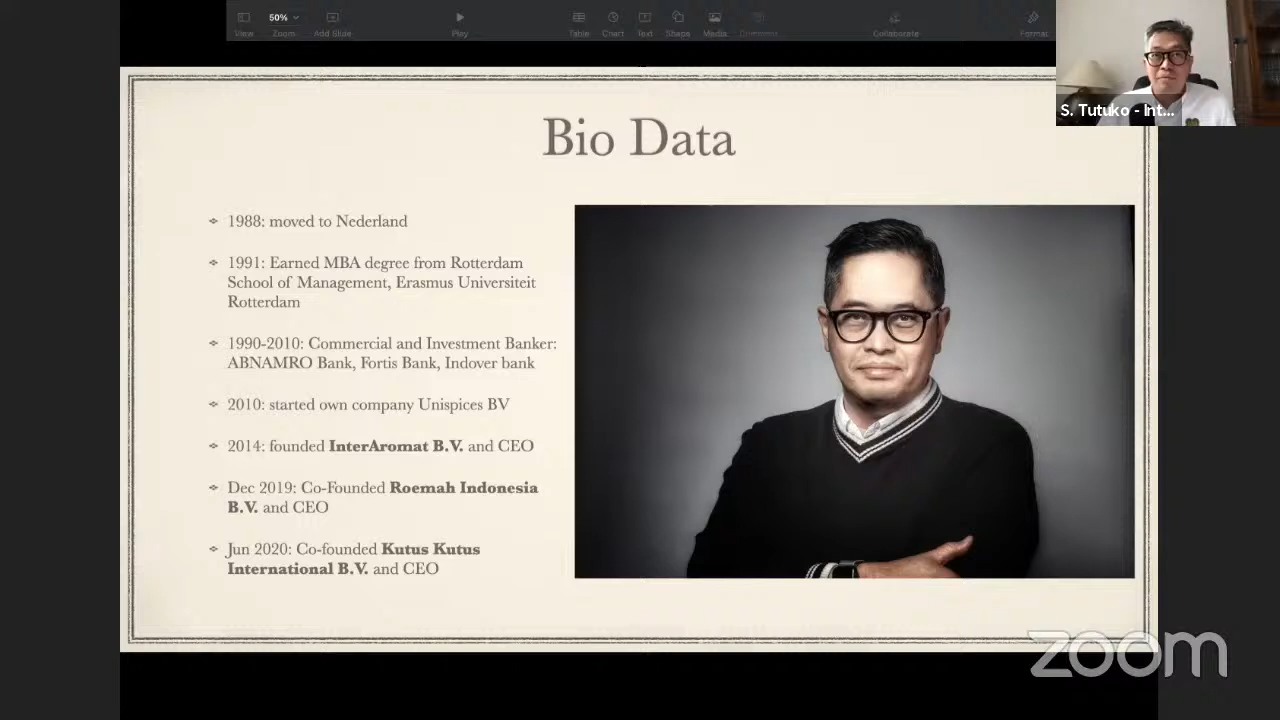 50%
View
Zoom
Add Slide
Play
Table
Chart
Text
Shape
Media
Comment
Collaborate
Format
S. Tutuko - Int...
Bio Data
1988: moved to Nederland
1991: Earned MBA degree from Rotterdam
School of Management, Erasmus Universiteit
Rotterdam
1990-2010: Commercial and Investment Banker:
ABNAMRO Bank, Fortis Bank, Indover bank
2010: started own company Unispices BV
2014: founded InterAromat B.V. and CEO
Dec 2019: Co-Founded Roemah Indonesia
B.V. and CEO
Jun 2020: Co-founded Kutus Kutus
International B.V. and CEO
zoom